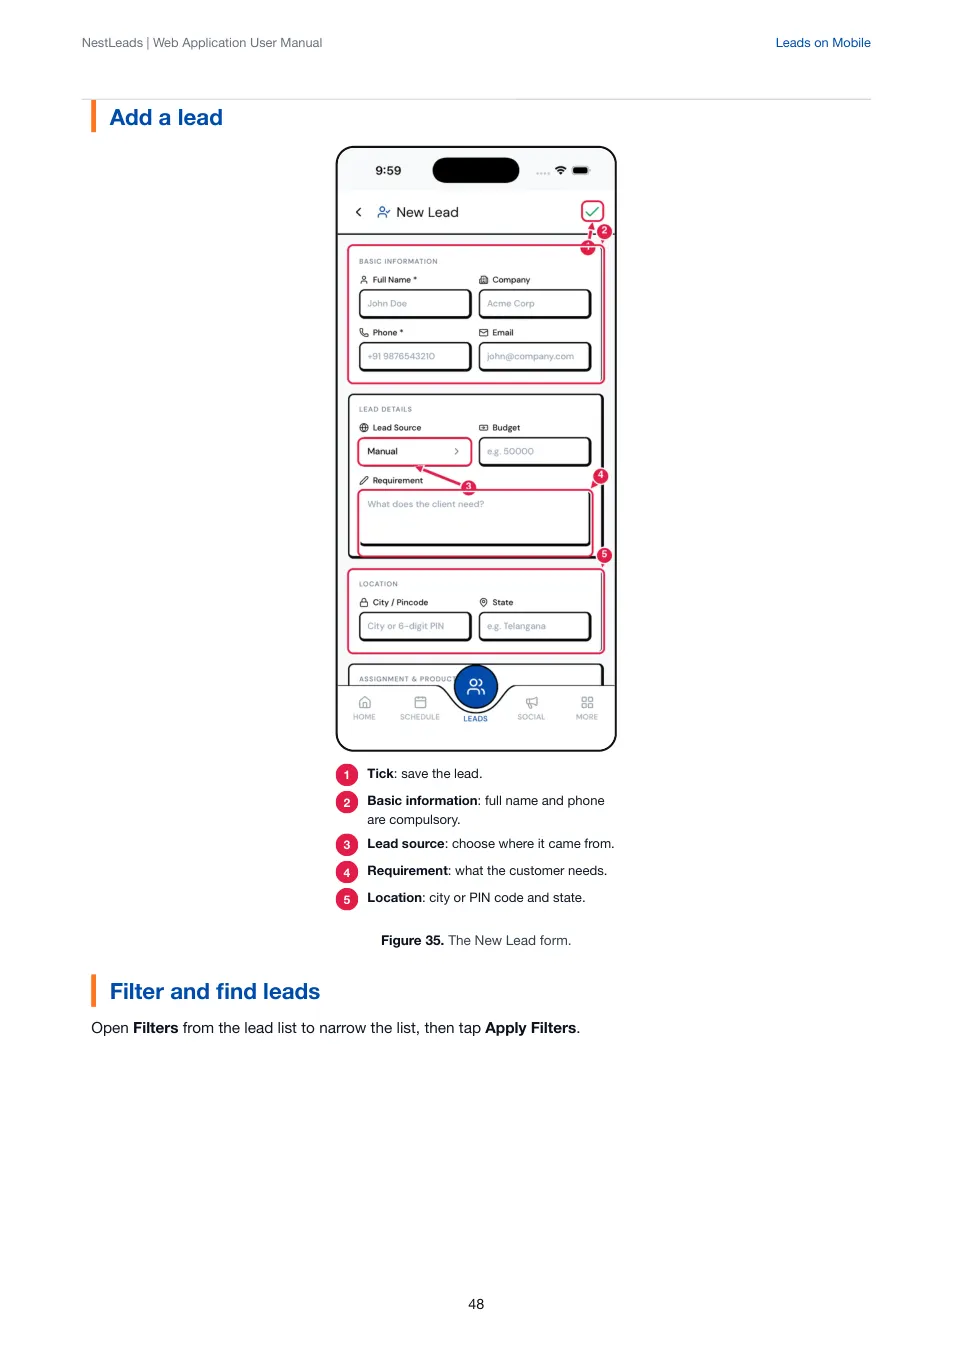 NestLeads | Web Application User Manual
Leads on Mobile
Add a lead
9:59
New Lead
2
1
BASIC INFORMATION
Full Name *
Company
John Doe
Acme Corp
Phone *
Email
+91 9876543210
john@company.com
LEAD DETAILS
Lead Source
Budget
Manual
e.g. 50000
4
Requirement
3
What does the client need?
5
LOCATION
City / Pincode
State
City or 6-digit PIN
e.g. Telangana
ASSIGNMENT & PRODUCT
HOME
SCHEDULE
LEADS
SOCIAL
MORE
1 Tick: save the lead.
2 Basic information: full name and phone
are compulsory.
3 Lead source: choose where it came from.
4 Requirement: what the customer needs.
5 Location: city or PIN code and state.
Figure 35. The New Lead form.
Filter and find leads
Open Filters from the lead list to narrow the list, then tap Apply Filters.
48